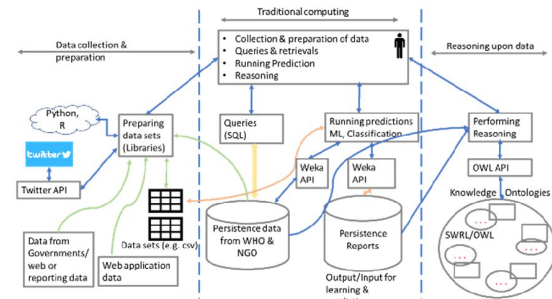 Traditional computing
Data collection &
preparation
• Collection & preparation of data
• Queries & retrievals
• Running Prediction
• Reasoning
Reasoning upon data
Python,
R
twitter
Twitter API
Preparing
data sets
(Libraries)
Queries
(SQL)
Running predictions
ML, Classification
Performing
Reasoning
Weka
API
Weka
API
OWL API
Knowledge Ontologies
SWRL/OWL
Data sets (e.g. csv)
Data from
Governments/
web or
reporting data
Web application
data
Persistence data
from WHO &
NGO
Persistence
Reports
Output/Input for
learning &